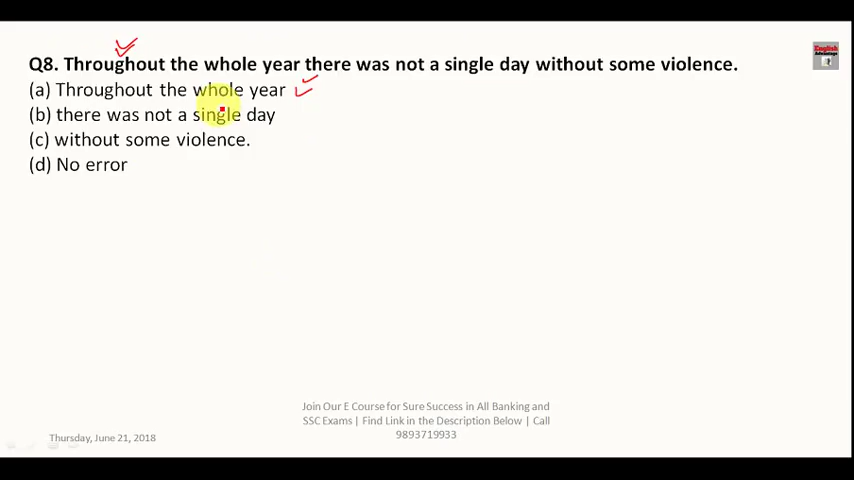 Q8. Throughout the whole year there was not a single day without some violence.
(a) Throughout the whole year
(b) there was not a single day
(c) without some violence.
(d) No error
English
Advantage
Join Our E Course for Sure Success in All Banking and
SSC Exams | Find Link in the Description Below | Call
9893719933
Thursday, June 21, 2018